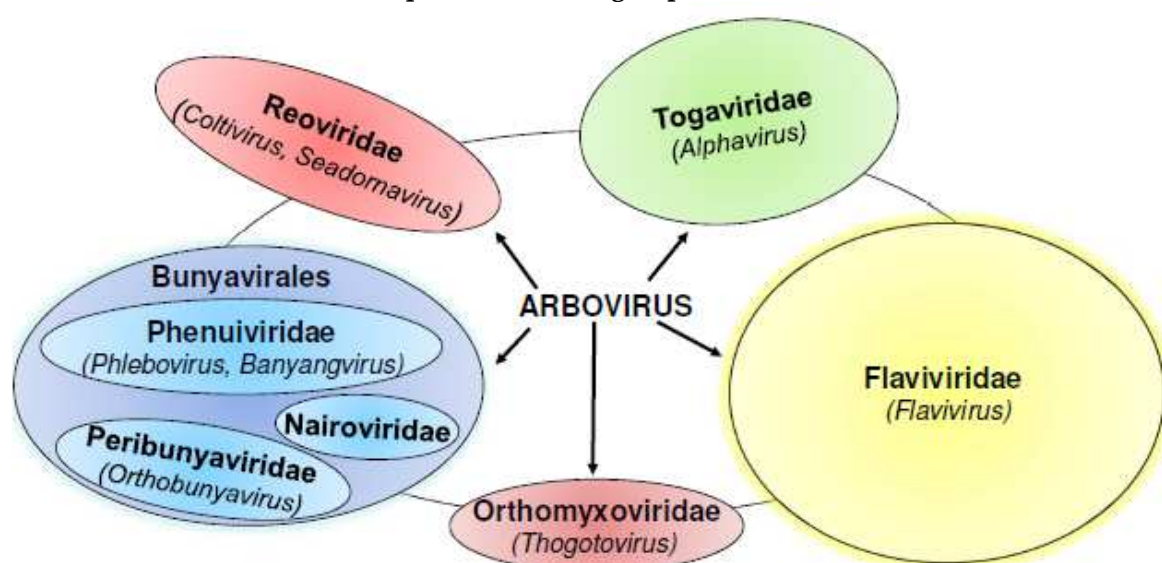 Reoviridae
(Coltivirus, Seadornavirus)
Togaviridae
(Alphavirus)
Bunyavirales
Phenuiviridae
(Phlebovirus, Banyangvirus)
Nairoviridae
Peribunyaviridae
(Orthobunyavirus)
ARBOVIRUS
Flaviviridae
(Flavivirus)
Orthomyxoviridae
(Thogotovirus)